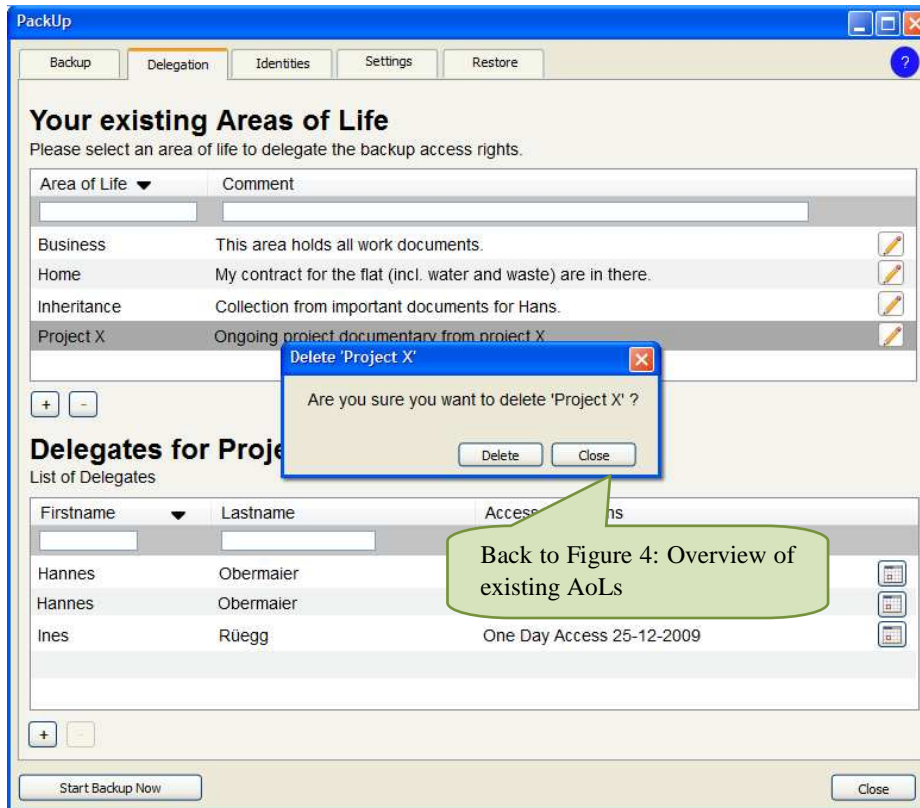 PackUp
Backup Delegation Identities Settings Restore ?
Your existing Areas of Life
Please select an area of life to delegate the backup access rights.
Area of Life Comment
Business This area holds all work documents.
Home My contract for the flat (incl. water and waste) are in there.
Inheritance Collection from important documents for Hans.
Project X Ongoing project documentary from project X
Delete 'Project X'
Are you sure you want to delete 'Project X' ?
Delete Close
+ -
Delegates for Proje
List of Delegates
Firstname Lastname Access
Back to Figure 4: Overview of
existing AoLs
Hannes Obermaier
Hannes Obermaier
Ines Rüegg One Day Access 25-12-2009
+ -
Start Backup Now Close